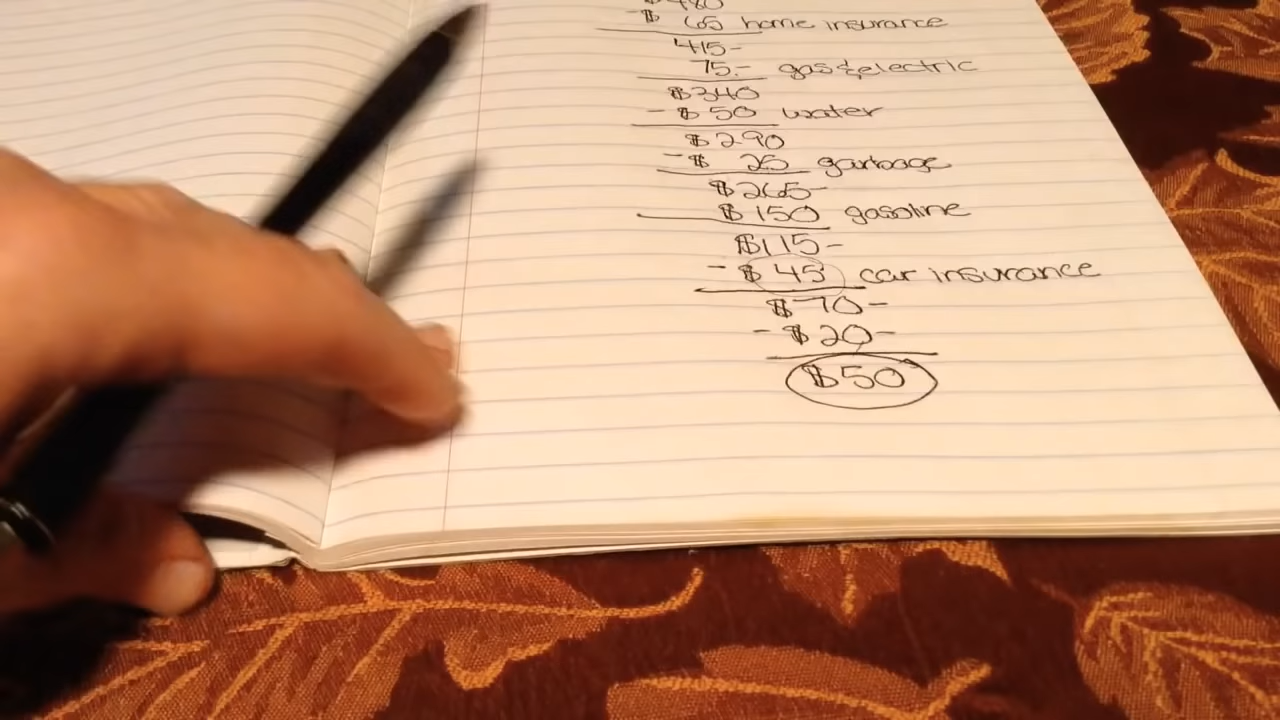 $480
-$ 65 home insurance
415-
75.- gas & electric
$340
-$ 50 water
$290
-$ 25 garbage
$265-
$150 gasoline
$115-
-$ 45 car insurance
$70-
-$20-
$50